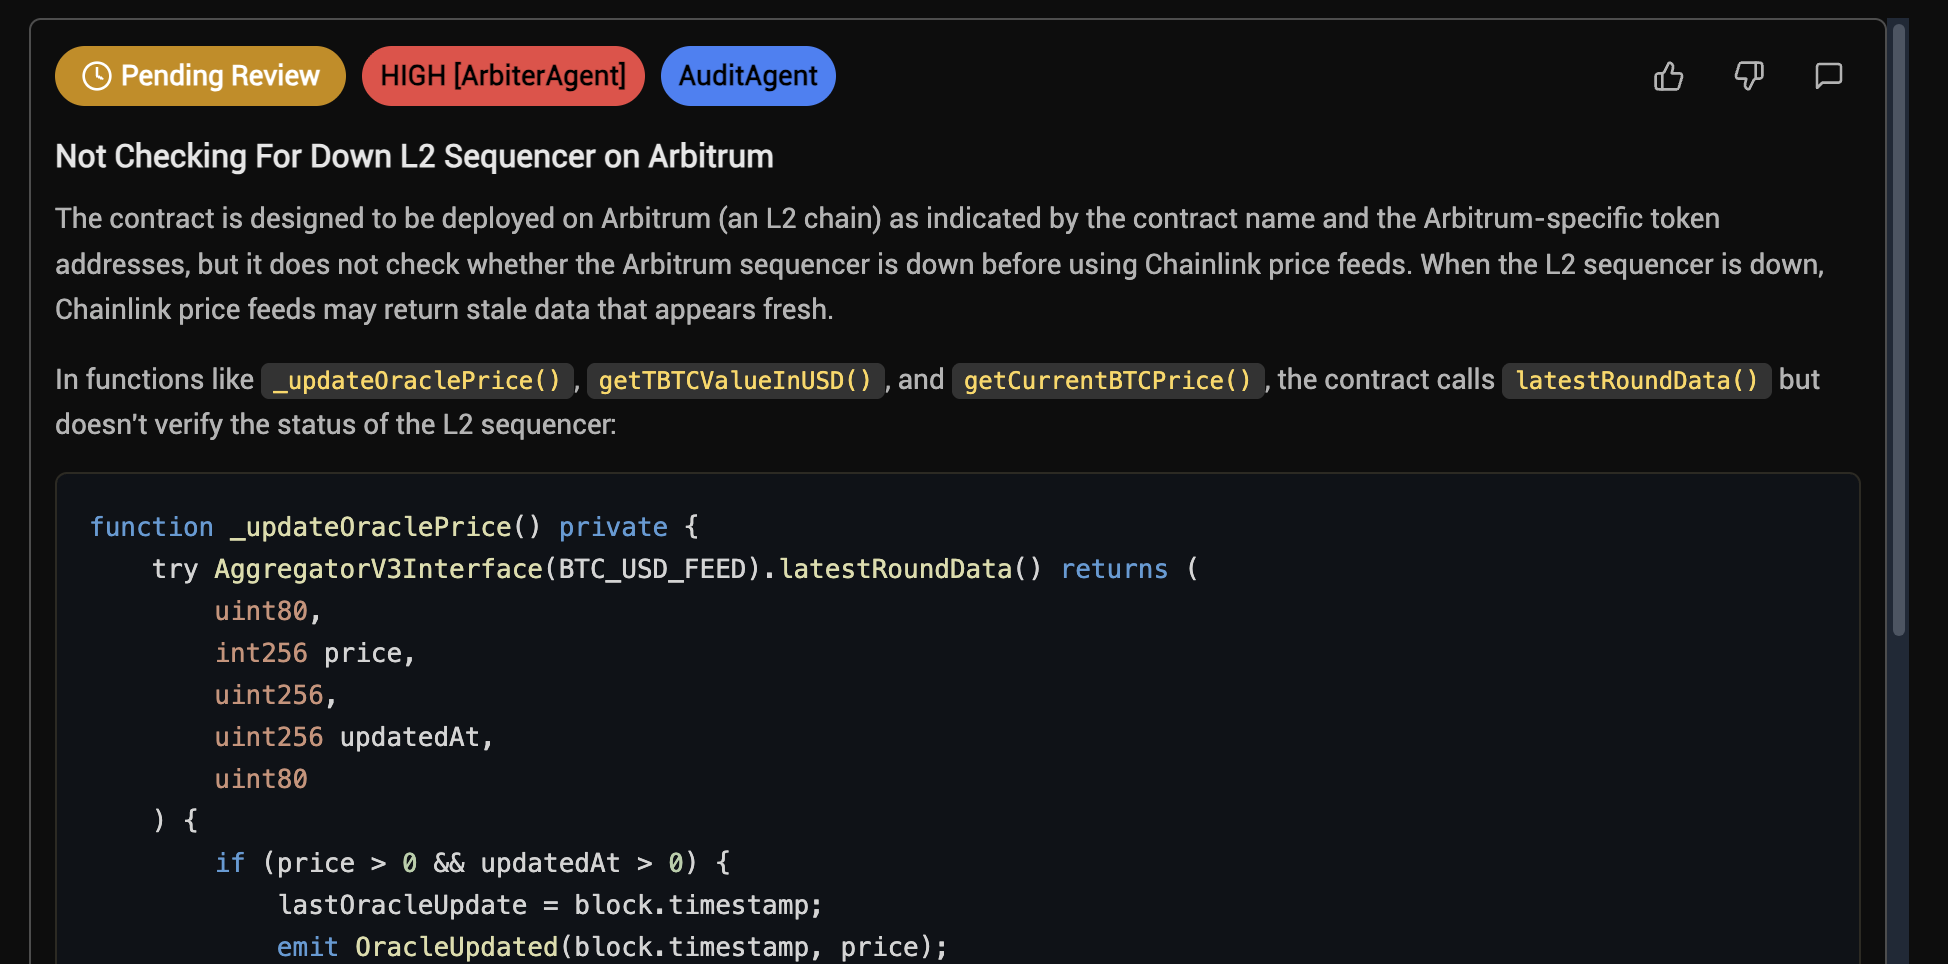 Pending Review
HIGH [ArbiterAgent]
AuditAgent
Not Checking For Down L2 Sequencer on Arbitrum
The contract is designed to be deployed on Arbitrum (an L2 chain) as indicated by the contract name and the Arbitrum-specific token
addresses, but it does not check whether the Arbitrum sequencer is down before using Chainlink price feeds. When the L2 sequencer is down,
Chainlink price feeds may return stale data that appears fresh.
In functions like _updateOraclePrice(), getTBTCValueInUSD(), and getCurrentBTCPrice(), the contract calls latestRoundData() but
doesn't verify the status of the L2 sequencer:
function _updateOraclePrice() private {
    try AggregatorV3Interface(BTC_USD_FEED).latestRoundData() returns (
        uint80,
        int256 price,
        uint256,
        uint256 updatedAt,
        uint80
    ) {
        if (price > 0 && updatedAt > 0) {
            lastOracleUpdate = block.timestamp;
            emit OracleUpdated(block.timestamp, price);